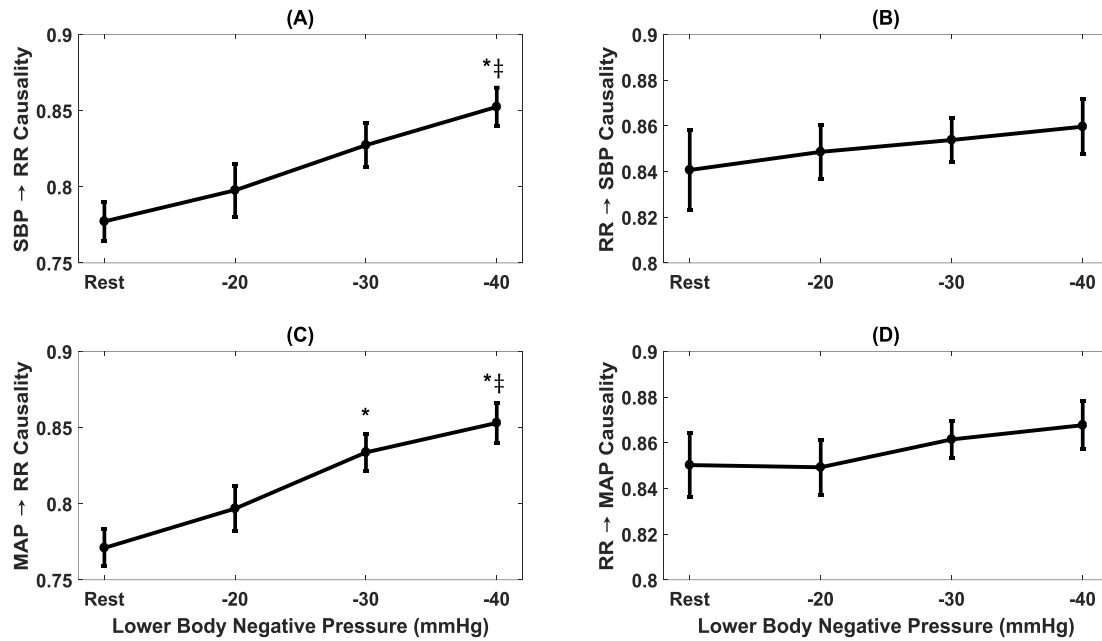 (A)
SBP → RR Causality
0.9
0.85
0.8
0.75
*‡
Rest -20 -30 -40
(B)
RR → SBP Causality
0.9
0.88
0.86
0.84
0.82
0.8
Rest -20 -30 -40
(C)
MAP → RR Causality
0.9
0.85
0.8
0.75
*
*‡
Rest -20 -30 -40
Lower Body Negative Pressure (mmHg)
(D)
RR → MAP Causality
0.9
0.88
0.86
0.84
0.82
0.8
Rest -20 -30 -40
Lower Body Negative Pressure (mmHg)